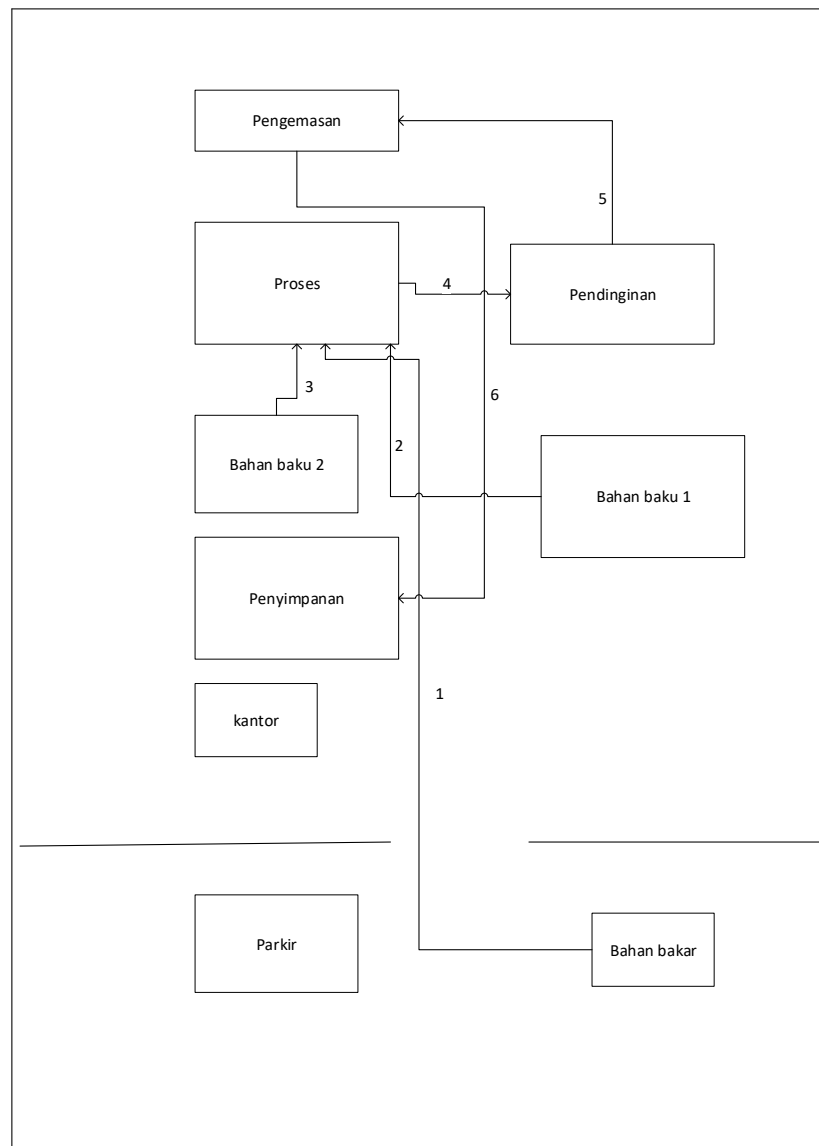 Pengemasan
5
Proses
4
Pendinginan
3
6
2
Bahan baku 2
Bahan baku 1
Penyimpanan
1
kantor
Parkir
Bahan bakar